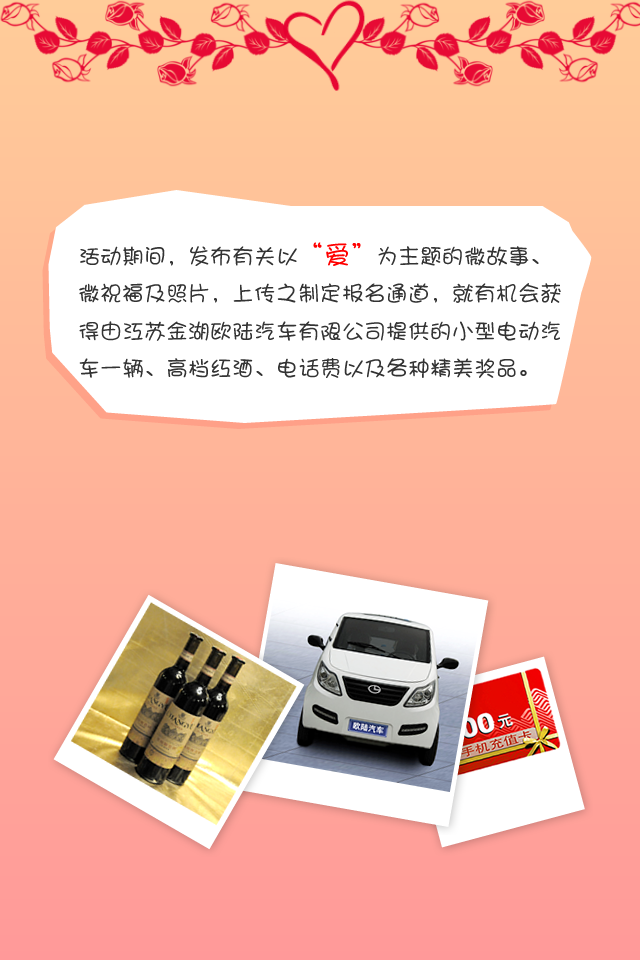 活动期间，发布有关以“爱”为主题的微故事、
微祝福及照片，上传之制定报名通道，就有机会获
得由江苏金湖欧陆汽车有限公司提供的小型电动汽
车一辆、高档红酒、电话费以及各种精美奖品。
欧陆汽车
00元
手机充值卡